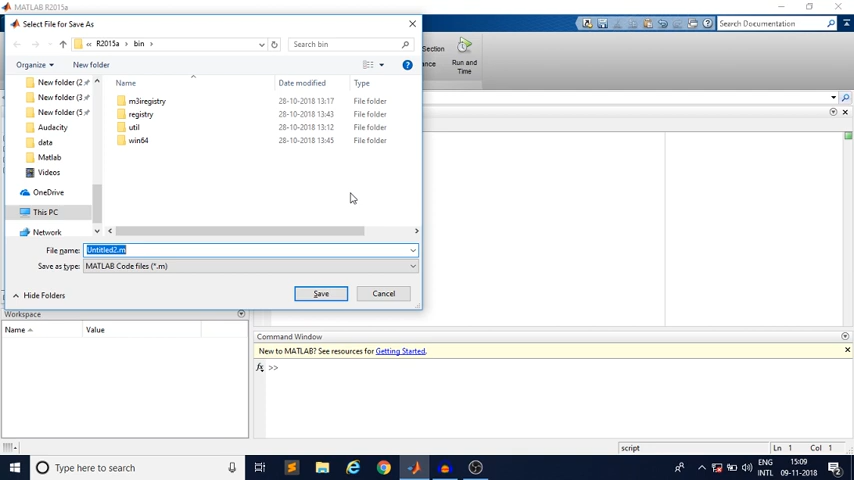 MATLAB R2015a
Select File for Save As
Search Documentation
« R2015a > bin >
Search bin
Section
Run and
ance
Time
Organize
New folder
Name
Date modified
Type
New folder (2
New folder (3
New folder (5
Audacity
data
Matlab
Videos
OneDrive
This PC
Network
m3iregistry 28-10-2018 13:17 File folder
registry 28-10-2018 13:43 File folder
util 28-10-2018 13:12 File folder
win64 28-10-2018 13:45 File folder
File name: Untitled2.m
Save as type: MATLAB Code files (*.m)
Hide Folders
Save
Cancel
Workspace
Name
Value
Command Window
New to MATLAB? See resources for Getting Started.
fx >>
script
Ln 1 Col 1
Type here to search
ENG
INTL
15:09
09-11-2018
2